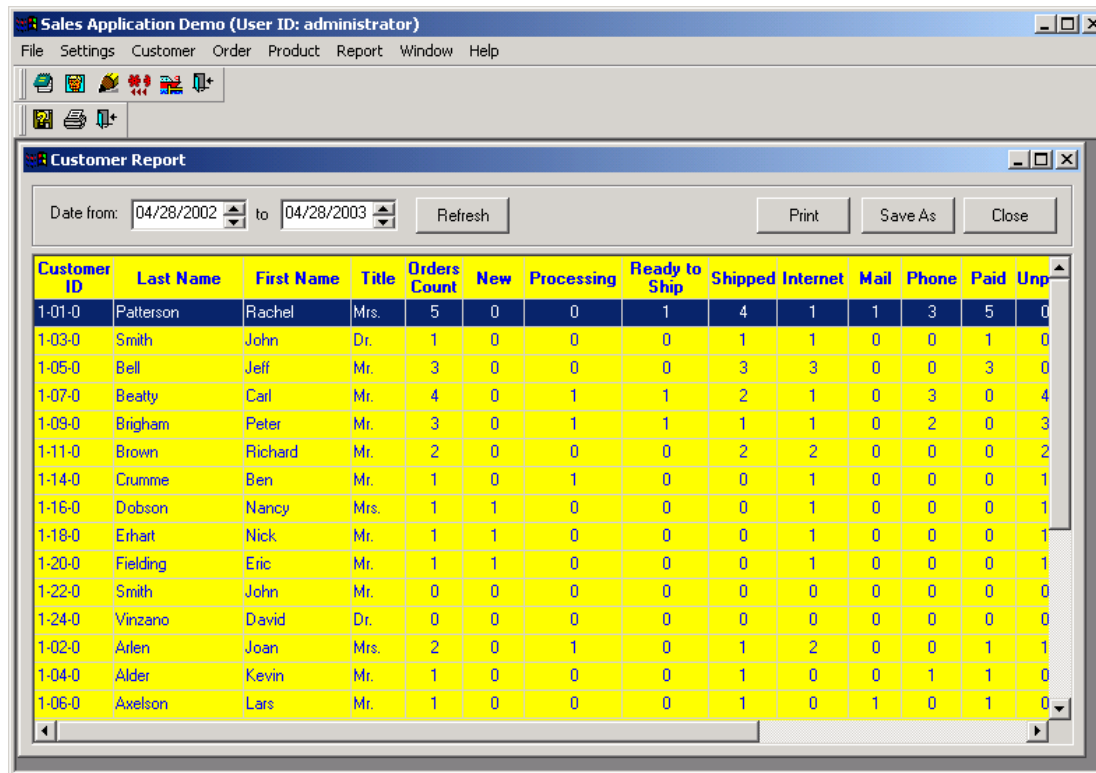 Sales Application Demo (User ID: administrator)
File Settings Customer Order Product Report Window Help
Customer Report
Date from: 04/28/2002 to 04/28/2003 Refresh Print Save As Close
Customer ID Last Name First Name Title Orders Count New Processing Ready to Ship Shipped Internet Mail Phone Paid Unp
1-01-0 Patterson Rachel Mrs. 5 0 0 1 4 1 1 3 5 0
1-03-0 Smith John Dr. 1 0 0 0 1 1 0 0 1 0
1-05-0 Bell Jeff Mr. 3 0 0 0 3 3 0 0 3 0
1-07-0 Beatty Carl Mr. 4 0 1 1 2 1 0 3 0 4
1-09-0 Brigham Peter Mr. 3 0 1 1 1 1 0 2 0 3
1-11-0 Brown Richard Mr. 2 0 0 0 2 2 0 0 0 2
1-14-0 Crumme Ben Mr. 1 0 1 0 0 1 0 0 0 1
1-16-0 Dobson Nancy Mrs. 1 1 0 0 0 1 0 0 0 1
1-18-0 Erhart Nick Mr. 1 1 0 0 0 1 0 0 0 1
1-20-0 Fielding Eric Mr. 1 1 0 0 0 1 0 0 0 1
1-22-0 Smith John Mr. 0 0 0 0 0 0 0 0 0 0
1-24-0 Vinzano David Dr. 0 0 0 0 0 0 0 0 0 0
1-02-0 Arlen Joan Mrs. 2 0 1 0 1 2 0 0 1 1
1-04-0 Alder Kevin Mr. 1 0 0 0 1 0 0 1 1 0
1-06-0 Axelson Lars Mr. 1 0 0 0 1 0 1 0 1 0